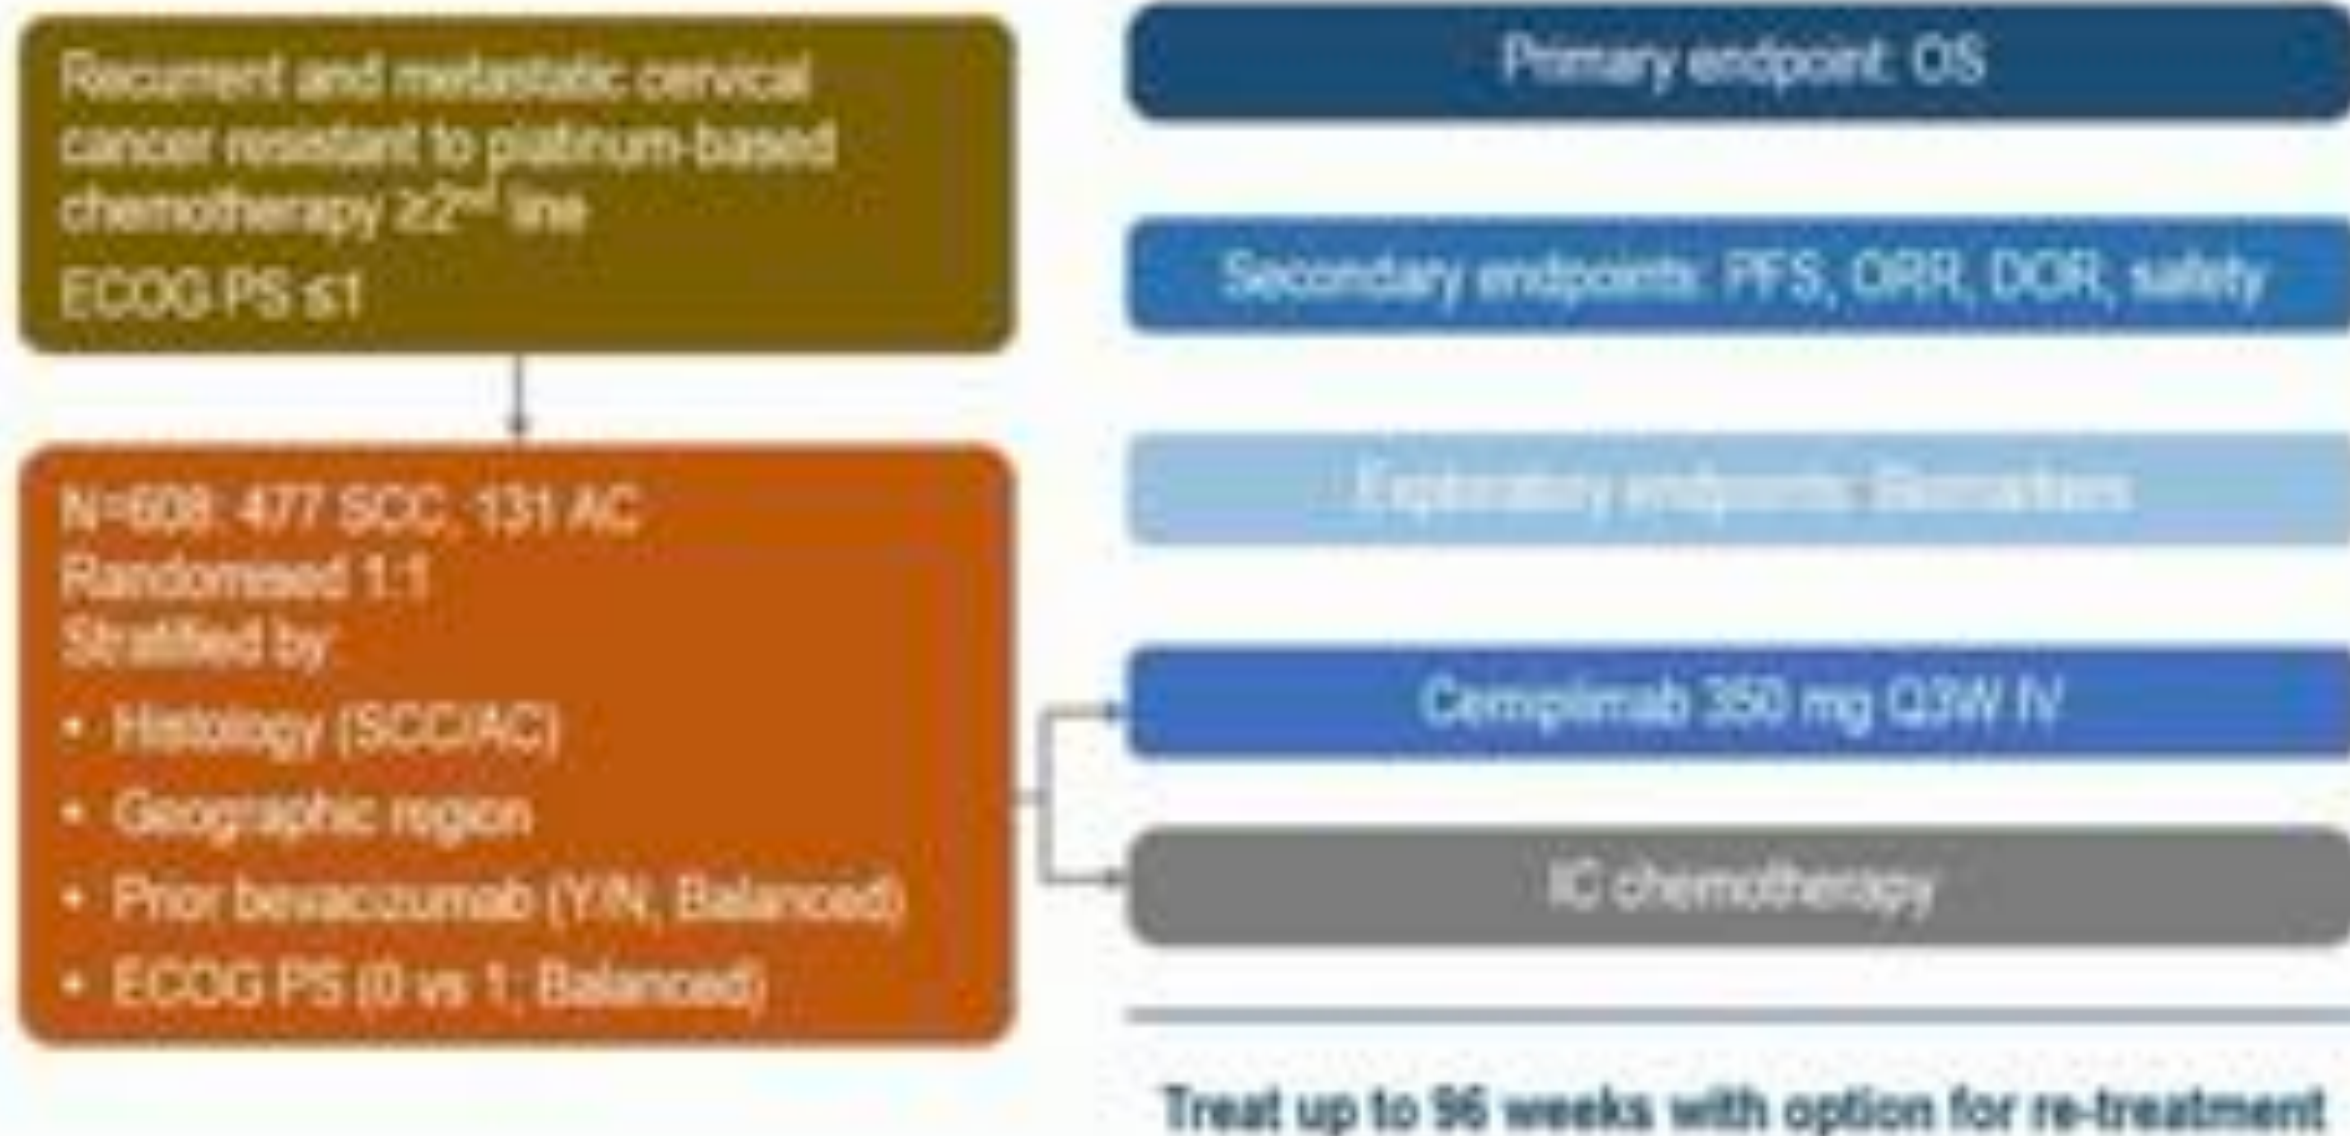 Recurrent and metastatic cervical
cancer resistant to platinum-based
chemotherapy ≥2nd line
ECOG PS ≤1
N=608: 477 SCC, 131 AC
Randomised 1:1
Stratified by:
• Histology (SCC/AC)
• Geographic region
• Prior bevacizumab (Y/N; Balanced)
• ECOG PS (0 vs 1; Balanced)
Primary endpoint: OS
Secondary endpoints: PFS, ORR, DOR, safety
Exploratory endpoints: Biomarkers
Cemiplimab 350 mg Q3W IV
IC chemotherapy
Treat up to 96 weeks with option for re-treatment